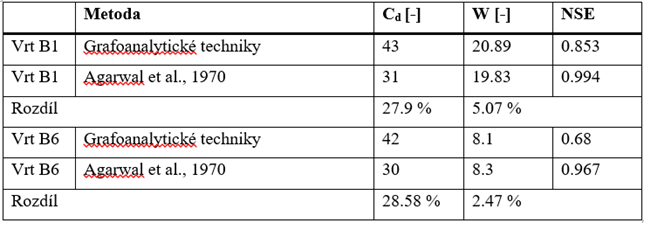 Metoda C_d [-] W [-] NSE
Vrt B1 Grafoanalytické techniky 43 20.89 0.853
Vrt B1 Agarwal et al., 1970 31 19.83 0.994
Rozdíl 27.9 % 5.07 %
Vrt B6 Grafoanalytické techniky 42 8.1 0.68
Vrt B6 Agarwal et al., 1970 30 8.3 0.967
Rozdíl 28.58 % 2.47 %